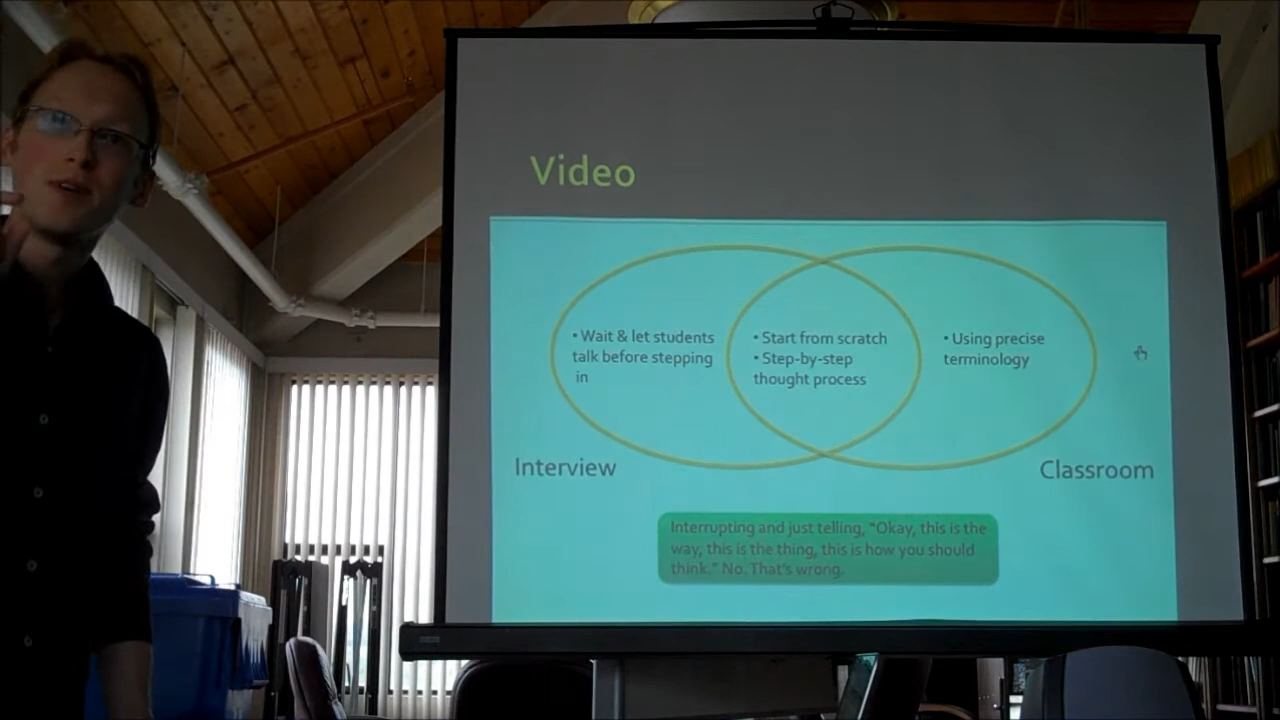 Video
• Wait & let students
talk before stepping
in
• Start from scratch
• Step-by-step
thought process
• Using precise
terminology
Interview
Classroom
Interrupting and just telling, "Okay, this is the
way, this is the thing, this is how you should
think." No. That's wrong.